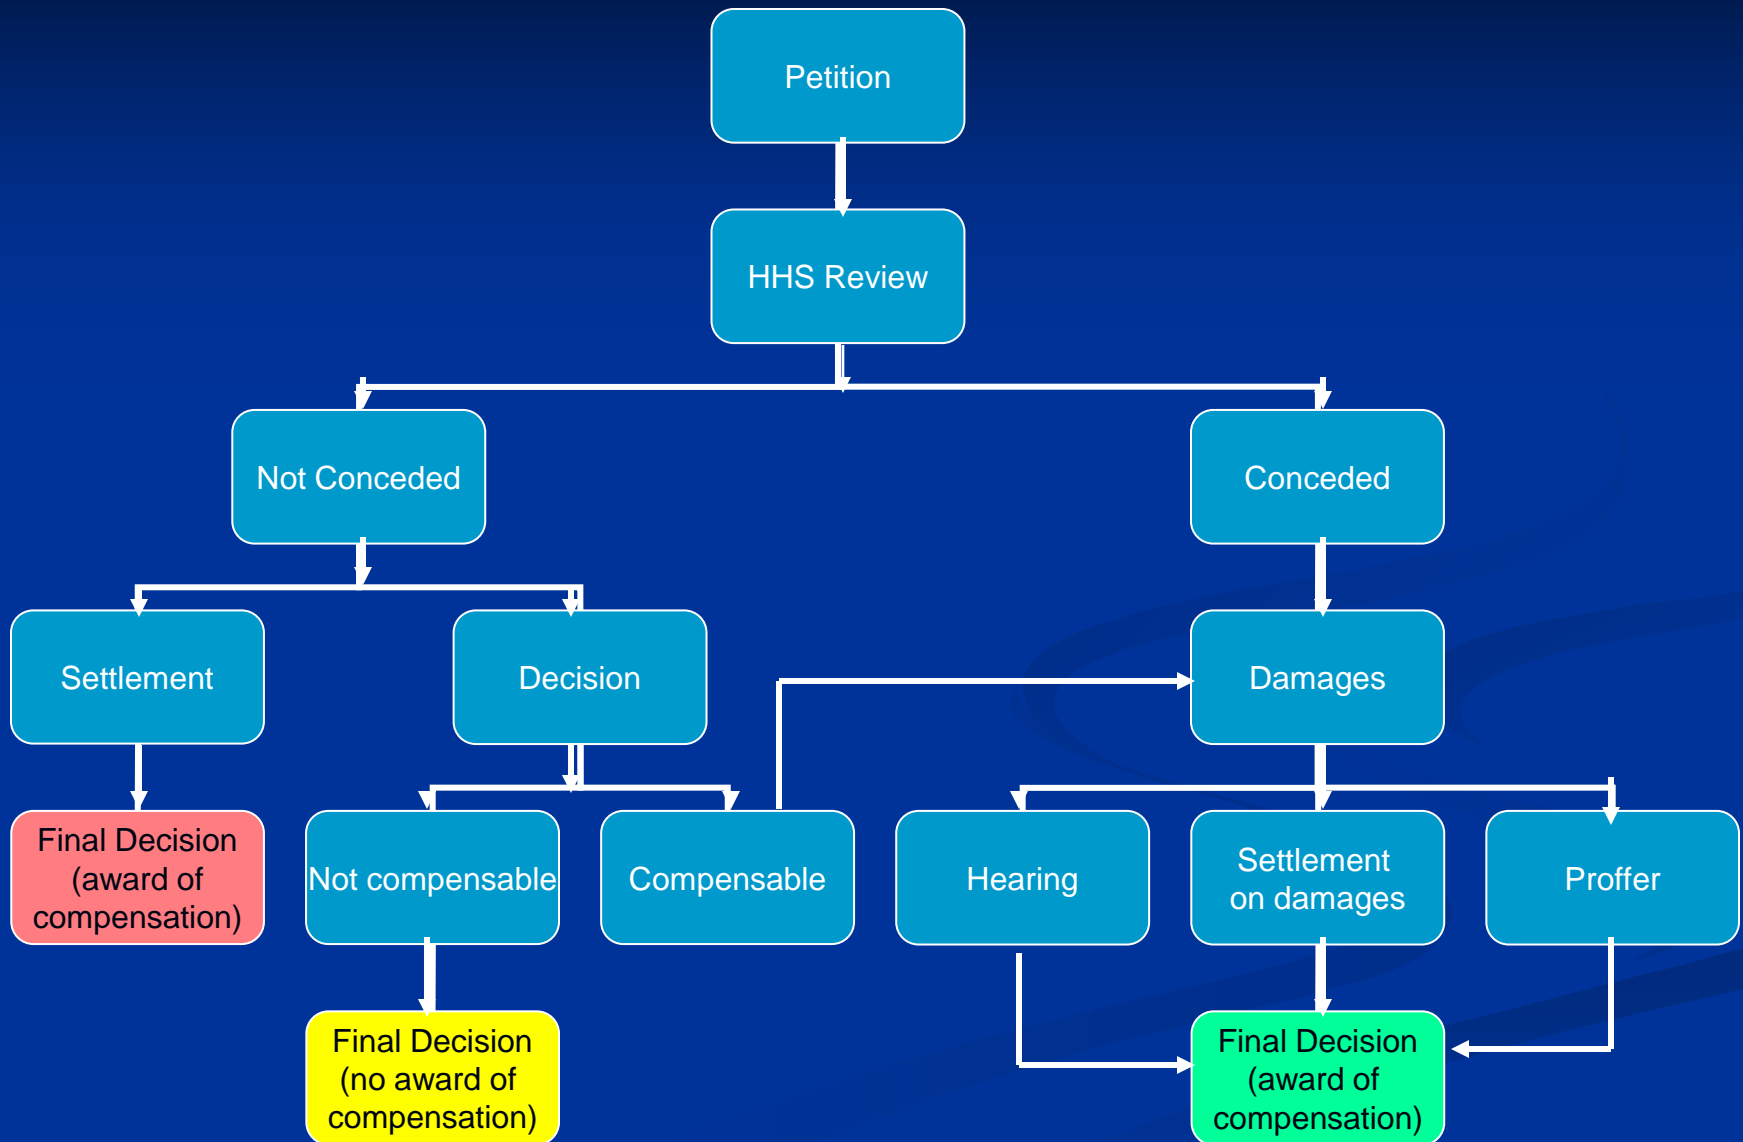 Petition
HHS Review
Not Conceded
Conceded
Settlement
Decision
Damages
Final Decision
(award of
compensation)
Not compensable
Compensable
Hearing
Settlement
on damages
Proffer
Final Decision
(no award of
compensation)
Final Decision
(award of
compensation)